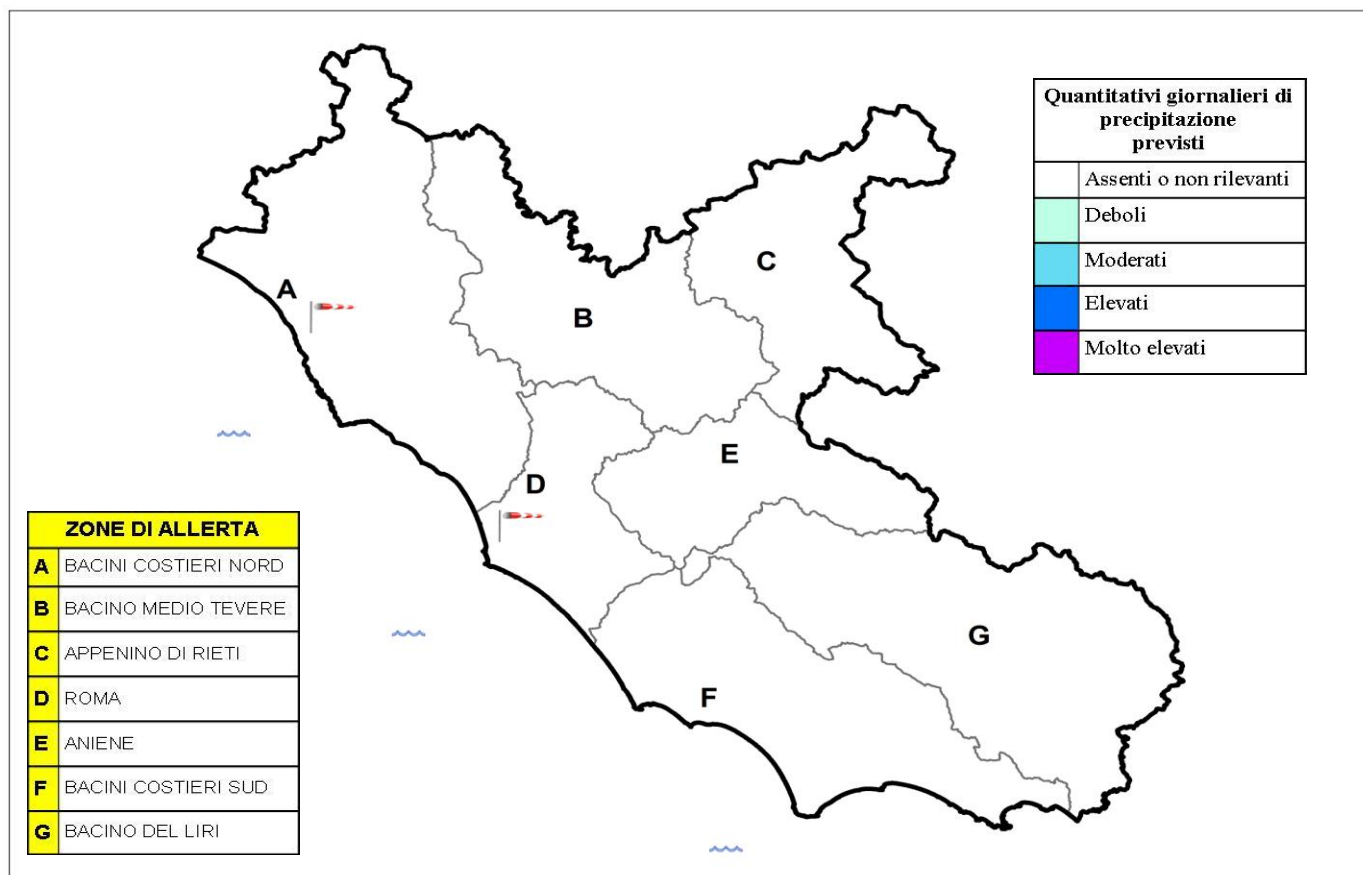 Quantitativi giornalieri di
precipitazione
previsti
Assenti o non rilevanti
Deboli
Moderati
Elevati
Molto elevati
C
A
B
E
D
G
F
ZONE DI ALLERTA
A BACINI COSTIERI NORD
B BACINO MEDIO TEVERE
C APPENINO DI RIETI
D ROMA
E ANIENE
F BACINI COSTIERI SUD
G BACINO DEL LIRI